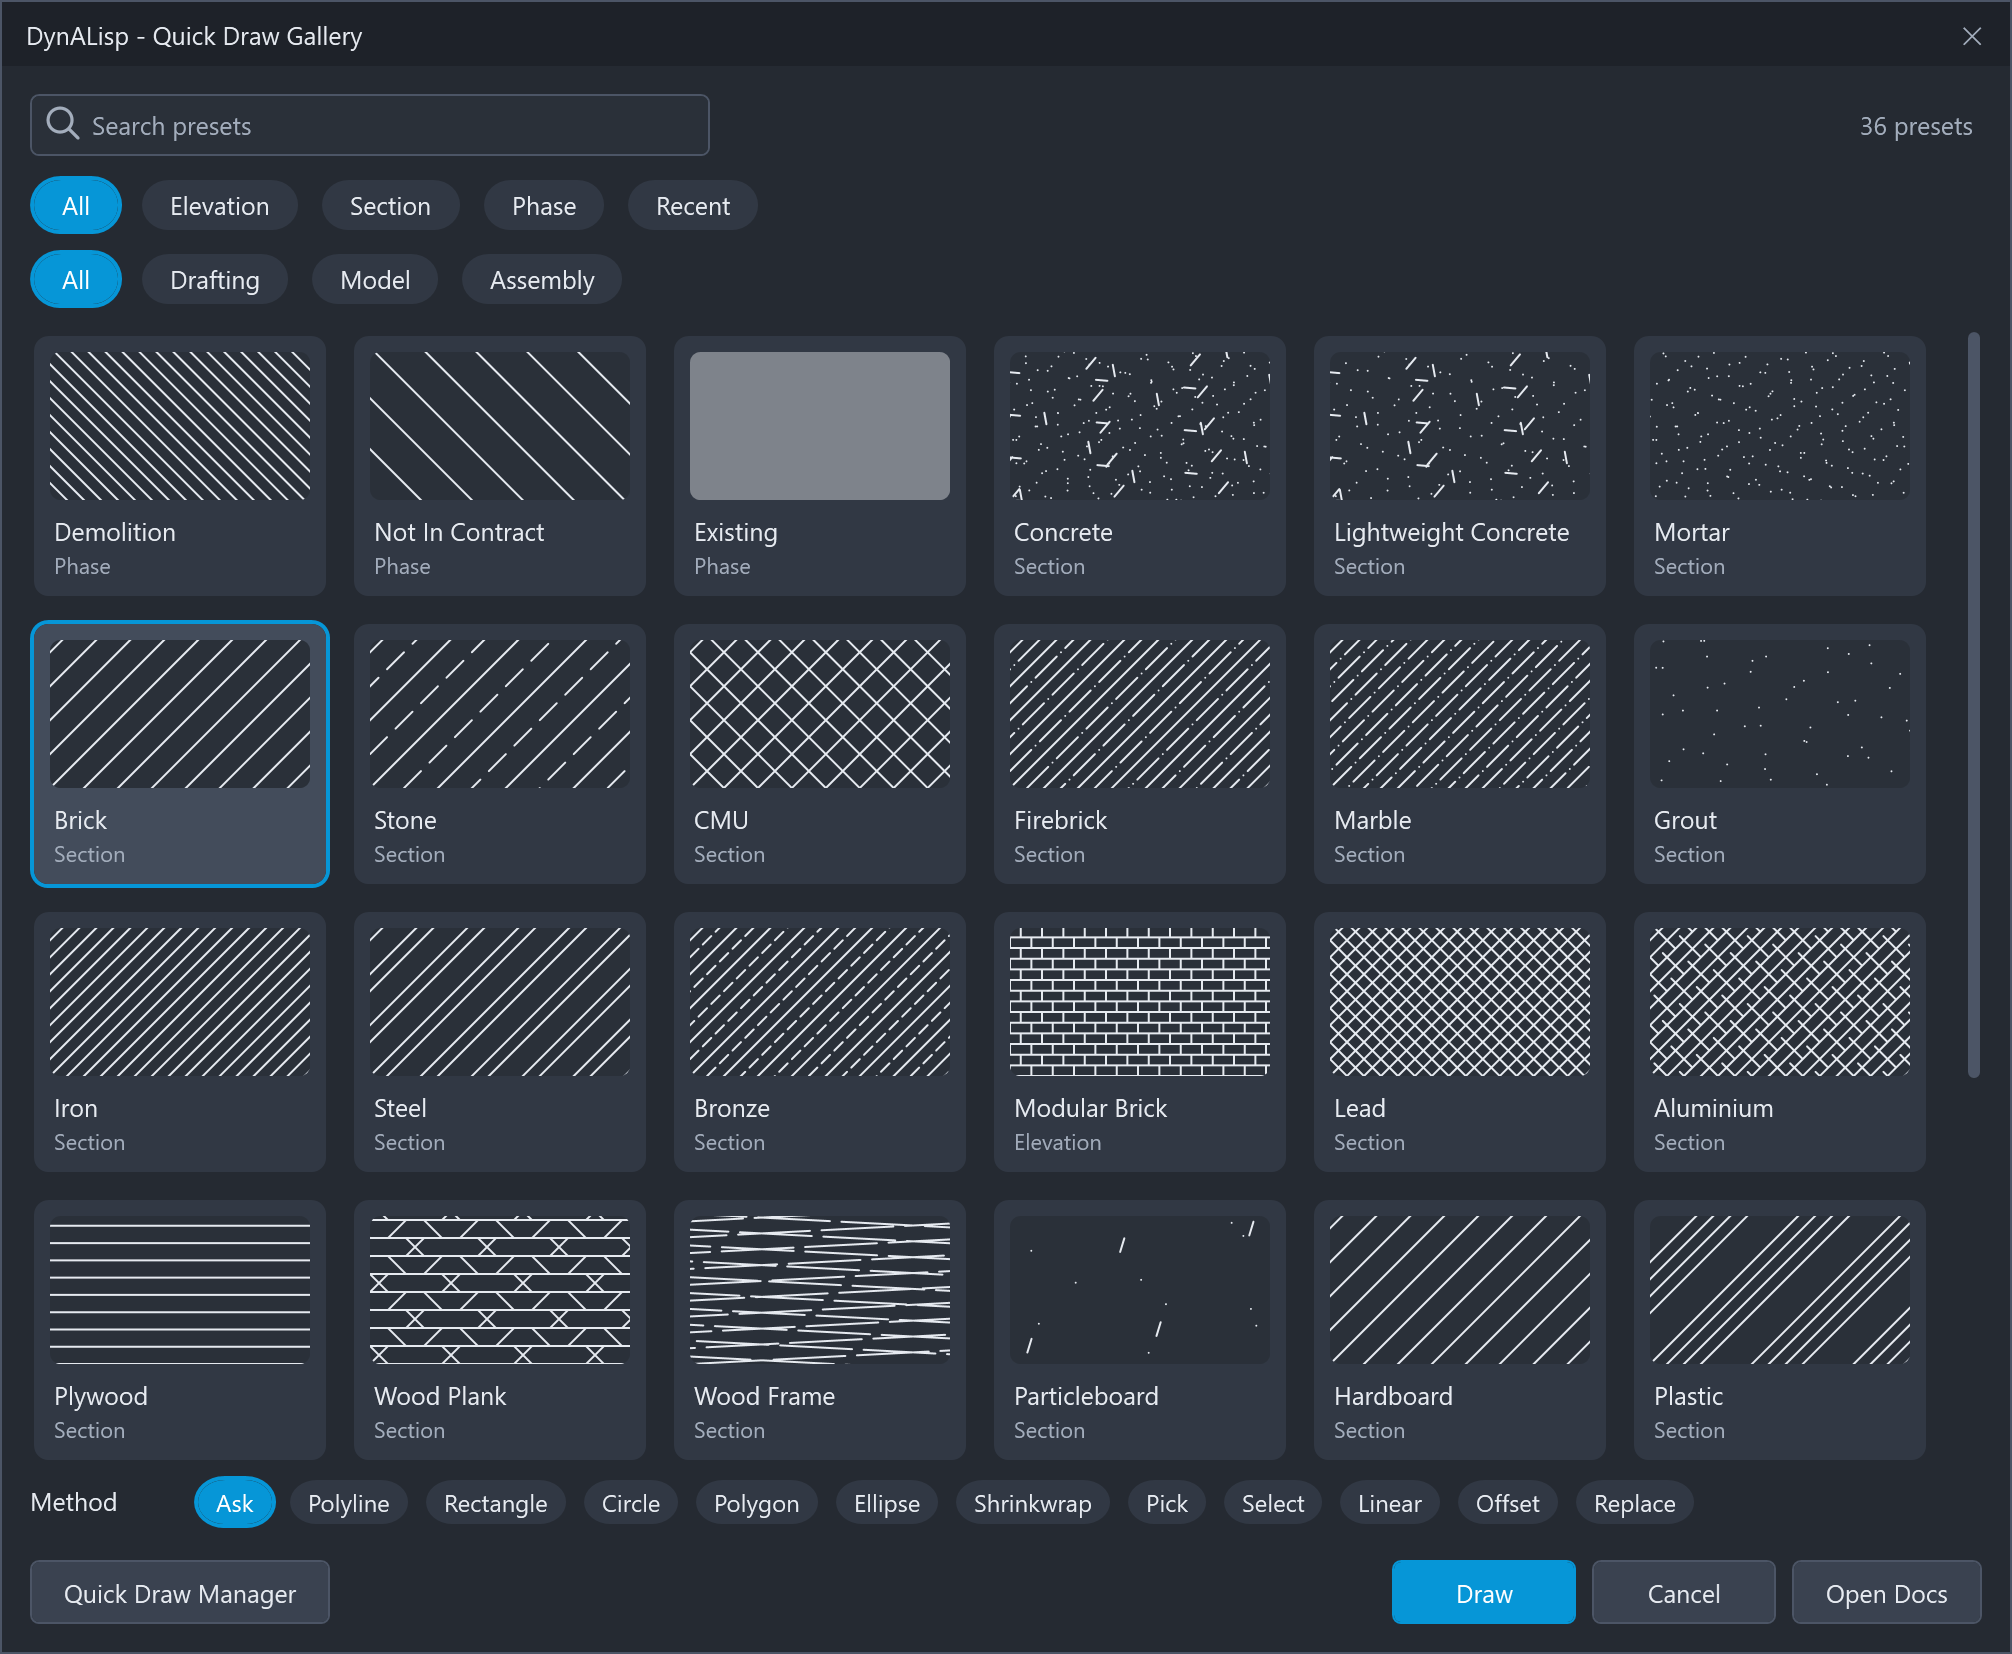 DynALisp - Quick Draw Gallery
Search presets
36 presets
All Elevation Section Phase Recent
All Drafting Model Assembly
Demolition Not In Contract Existing Concrete Lightweight Concrete Mortar
Phase Phase Phase Section Section Section
Brick Stone CMU Firebrick Marble Grout
Section Section Section Section Section Section
Iron Steel Bronze Modular Brick Lead Aluminium
Section Section Section Elevation Section Section
Plywood Wood Plank Wood Frame Particleboard Hardboard Plastic
Section Section Section Section Section Section
Method Ask Polyline Rectangle Circle Polygon Ellipse Shrinkwrap Pick Select Linear Offset Replace
Quick Draw Manager Draw Cancel Open Docs